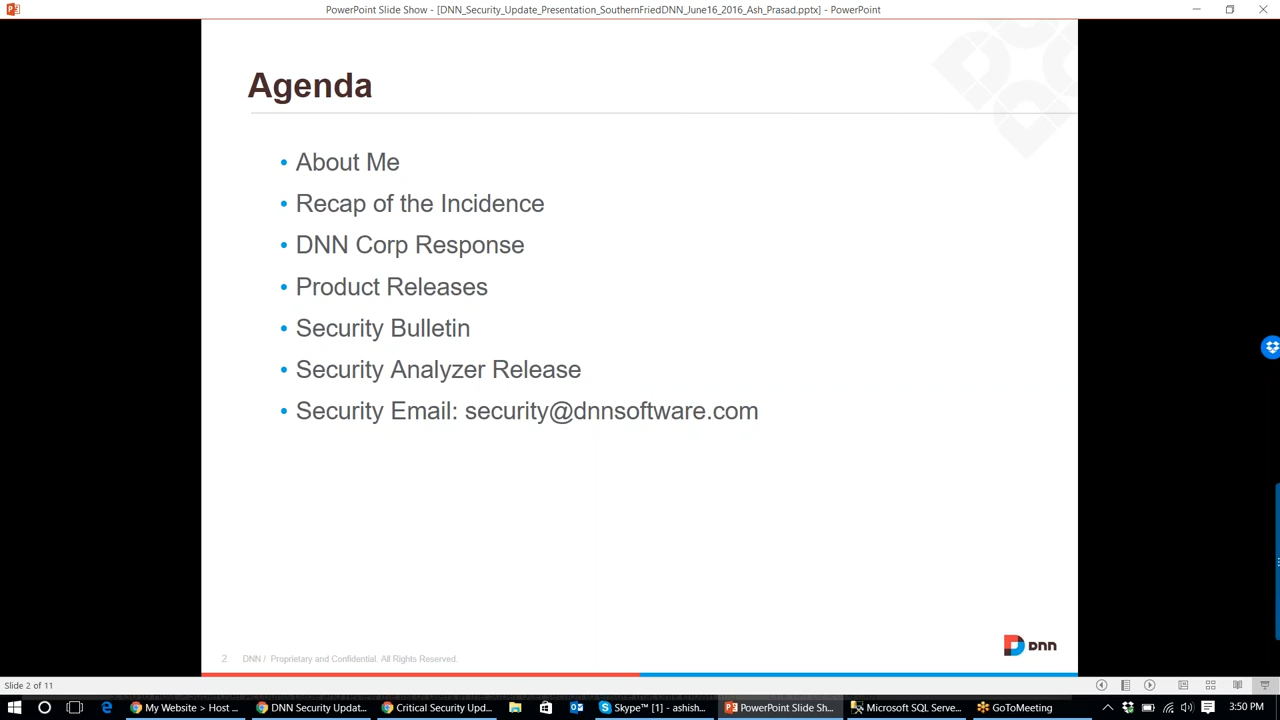 PowerPoint Slide Show - [DNN_Security_Update_Presentation_SouthernFriedDNN_June16_2016_Ash_Prasad.pptx] - PowerPoint
Agenda
• About Me
• Recap of the Incidence
• DNN Corp Response
• Product Releases
• Security Bulletin
• Security Analyzer Release
• Security Email: security@dnnsoftware.com
2 DNN / Proprietary and Confidential. All Rights Reserved.
DNN
Slide 2 of 11
My Website > Host ... DNN Security Updat... Critical Security Upd... Skype™ [1] - ashish... PowerPoint Slide Sh... Microsoft SQL Serve... GoToMeeting 3:50 PM